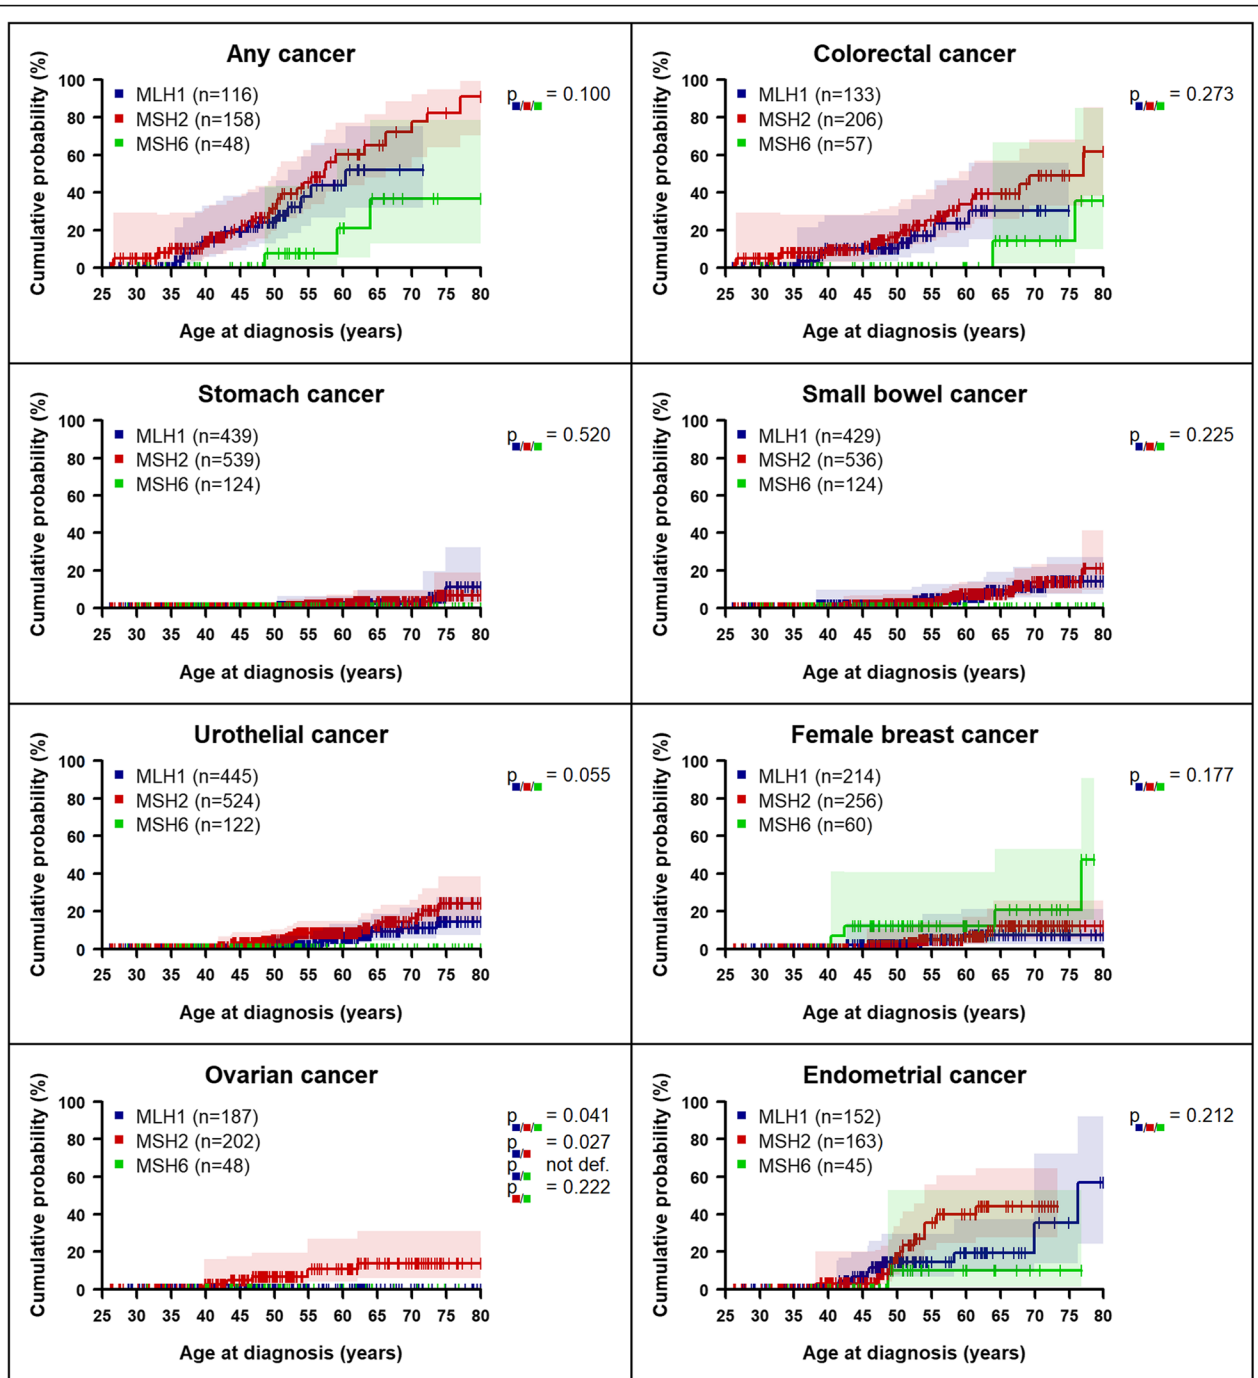 Any cancer
Cumulative probability (%)
100
80
60
40
20
0
MLH1 (n=116)
MSH2 (n=158)
MSH6 (n=48)
p / / = 0.100
25 30 35 40 45 50 55 60 65 70 75 80
Age at diagnosis (years)
Colorectal cancer
Cumulative probability (%)
100
80
60
40
20
0
MLH1 (n=133)
MSH2 (n=206)
MSH6 (n=57)
p / / = 0.273
25 30 35 40 45 50 55 60 65 70 75 80
Age at diagnosis (years)
Stomach cancer
Cumulative probability (%)
100
80
60
40
20
0
MLH1 (n=439)
MSH2 (n=539)
MSH6 (n=124)
p / / = 0.520
25 30 35 40 45 50 55 60 65 70 75 80
Age at diagnosis (years)
Small bowel cancer
Cumulative probability (%)
100
80
60
40
20
0
MLH1 (n=429)
MSH2 (n=536)
MSH6 (n=124)
p / / = 0.225
25 30 35 40 45 50 55 60 65 70 75 80
Age at diagnosis (years)
Urothelial cancer
Cumulative probability (%)
100
80
60
40
20
0
MLH1 (n=445)
MSH2 (n=524)
MSH6 (n=122)
p / / = 0.055
25 30 35 40 45 50 55 60 65 70 75 80
Age at diagnosis (years)
Female breast cancer
Cumulative probability (%)
100
80
60
40
20
0
MLH1 (n=214)
MSH2 (n=256)
MSH6 (n=60)
p / / = 0.177
25 30 35 40 45 50 55 60 65 70 75 80
Age at diagnosis (years)
Ovarian cancer
Cumulative probability (%)
100
80
60
40
20
0
MLH1 (n=187)
MSH2 (n=202)
MSH6 (n=48)
p / / = 0.041
p / = 0.027
p / not def.
p / = 0.222
25 30 35 40 45 50 55 60 65 70 75 80
Age at diagnosis (years)
Endometrial cancer
Cumulative probability (%)
100
80
60
40
20
0
MLH1 (n=152)
MSH2 (n=163)
MSH6 (n=45)
p / / = 0.212
25 30 35 40 45 50 55 60 65 70 75 80
Age at diagnosis (years)